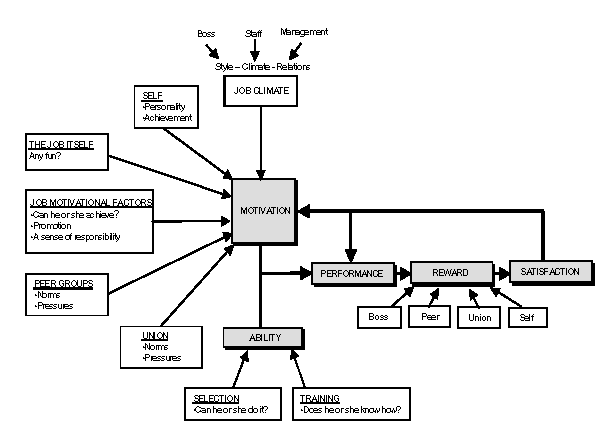 Boss Staff Management
Style – Climate - Relations
JOB CLIMATE
SELF
•Personality
•Achievement
THE JOB ITSELF
Any fun?
JOB MOTIVATIONAL FACTORS
•Can he or she achieve?
•Promotion
•A sense of responsibility
MOTIVATION
PEER GROUPS
•Norms
•Pressures
PERFORMANCE
REWARD
SATISFACTION
Boss
Peer
Union
Self
UNION
•Norms
•Pressures
ABILITY
SELECTION
•Can he or she do it?
TRAINING
•Does he or she know how?